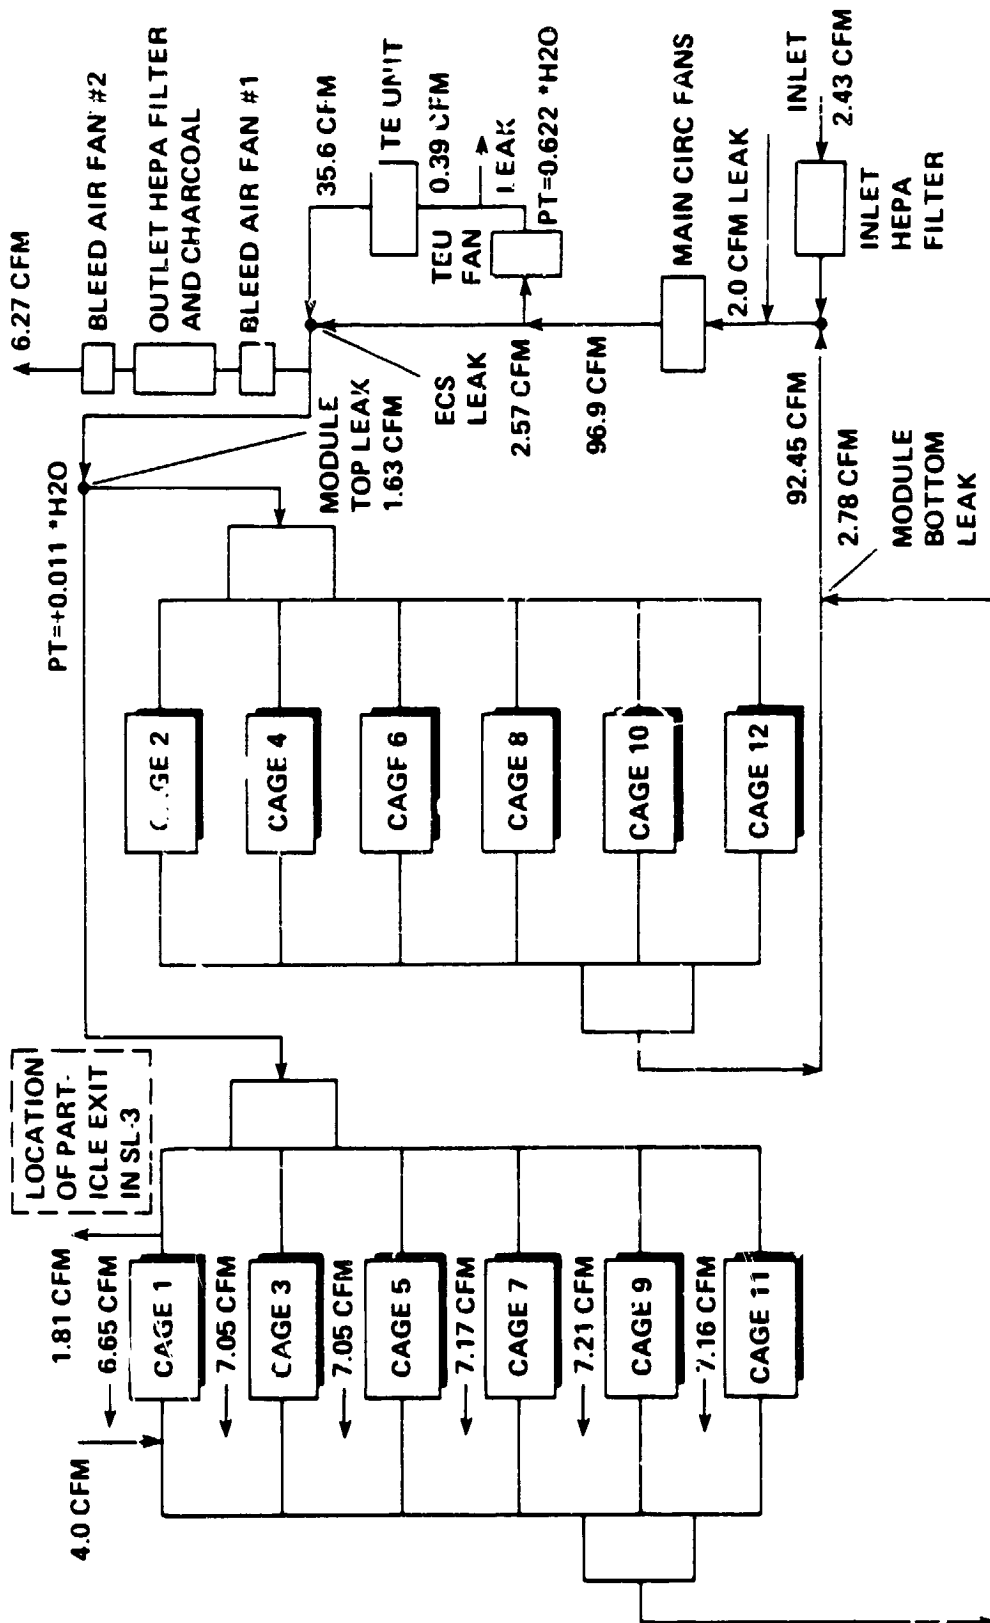 4.0 CFM
1.81 CFM
6.65 CFM
LOCATION
OF PART-
ICLE EXIT
IN SL-3
CAGE 1
7.05 CFM
CAGE 3
7.05 CFM
CAGE 5
7.17 CFM
CAGE 7
7.21 CFM
CAGE 9
7.16 CFM
CAGE 11
PT=+0.011 *H2O
CAGE 2
CAGE 4
CAGE 6
CAGE 8
CAGE 10
CAGE 12
MODULE
TOP LEAK
1.63 CFM
6.27 CFM
BLEED AIR FAN #2
OUTLET HEPA FILTER
AND CHARCOAL
BLEED AIR FAN #1
ECS
LEAK
2.57 CFM
35.6 CFM
TE UNIT
TEU
FAN
0.39 CFM
LEAK
PT=0.622 *H2O
96.9 CFM
MAIN CIRC FANS
2.0 CFM LEAK
INLET
2.43 CFM
INLET
HEPA
FILTER
92.45 CFM
2.78 CFM
MODULE
BOTTOM
LEAK